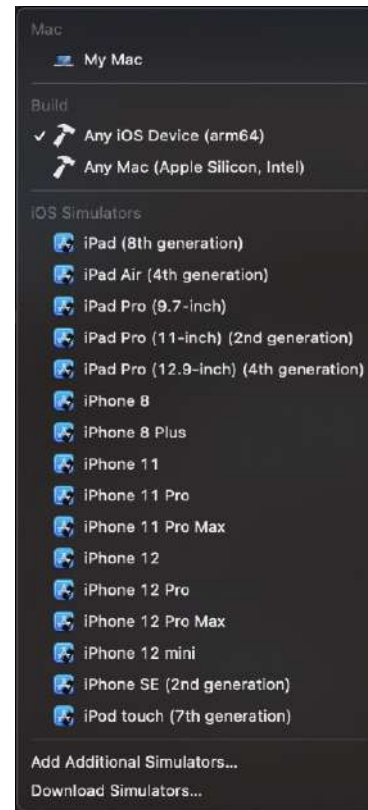 Mac
My Mac
Build
Any iOS Device (arm64)
Any Mac (Apple Silicon, Intel)
iOS Simulators
iPad (8th generation)
iPad Air (4th generation)
iPad Pro (9.7-inch)
iPad Pro (11-inch) (2nd generation)
iPad Pro (12.9-inch) (4th generation)
iPhone 8
iPhone 8 Plus
iPhone 11
iPhone 11 Pro
iPhone 11 Pro Max
iPhone 12
iPhone 12 Pro
iPhone 12 Pro Max
iPhone 12 mini
iPhone SE (2nd generation)
iPod touch (7th generation)
Add Additional Simulators...
Download Simulators...